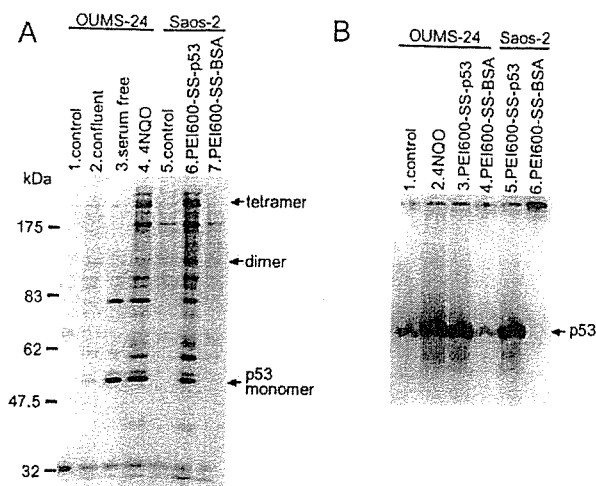 A
OUMS-24
Saos-2
1.control
2.confluent
3.serum free
4. 4NQO
5.control
6.PEI600-SS-p53
7.PEI600-SS-BSA
kDa
175
83
62
47.5
32
tetramer
dimer
p53
monomer
B
OUMS-24
Saos-2
1.control
2.4NQO
3.PEI600-SS-p53
4.PEI600-SS-BSA
5.PEI600-SS-p53
6.PEI600-SS-BSA
p53